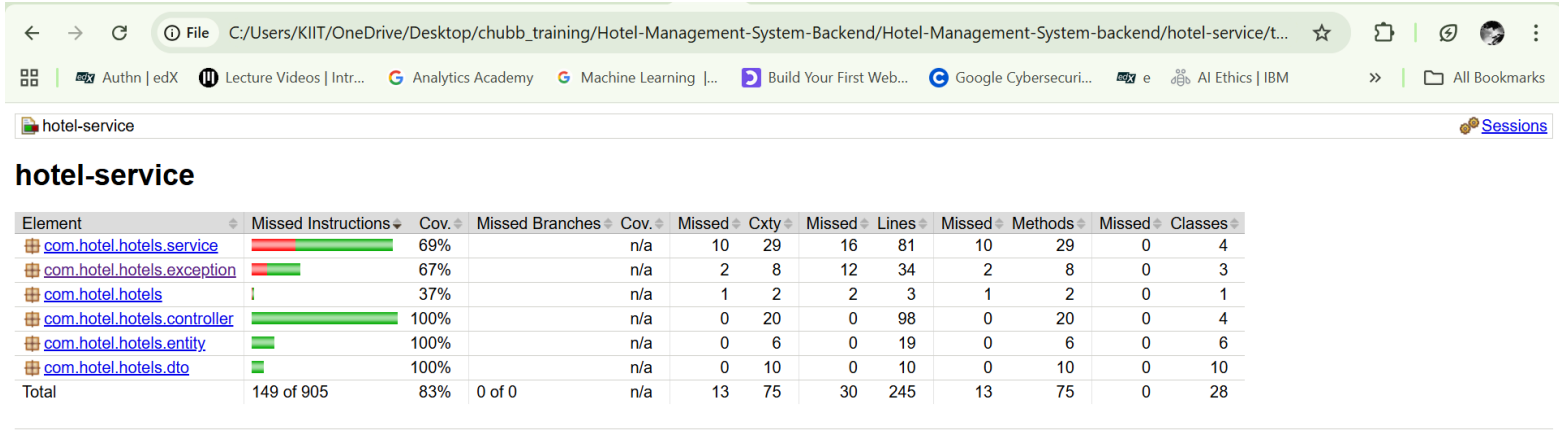 File C:/Users/KIIT/OneDrive/Desktop/chubb_training/Hotel-Management-System-Backend/Hotel-Management-System-backend/hotel-service/t...
Authn | edX Lecture Videos | Intr... Analytics Academy Machine Learning |... Build Your First Web... Google Cybersecuri... e AI Ethics | IBM » All Bookmarks
hotel-service Sessions
hotel-service
Element Missed Instructions Cov. Missed Branches Cov. Missed Cxty Missed Lines Missed Methods Missed Classes
com.hotel.hotels.service 69% n/a 10 29 16 81 10 29 0 4
com.hotel.hotels.exception 67% n/a 2 8 12 34 2 8 0 3
com.hotel.hotels 37% n/a 1 2 2 3 1 2 0 1
com.hotel.hotels.controller 100% n/a 0 20 0 98 0 20 0 4
com.hotel.hotels.entity 100% n/a 0 6 0 19 0 6 0 6
com.hotel.hotels.dto 100% n/a 0 10 0 10 0 10 0 10
Total 149 of 905 83% 0 of 0 n/a 13 75 30 245 13 75 0 28